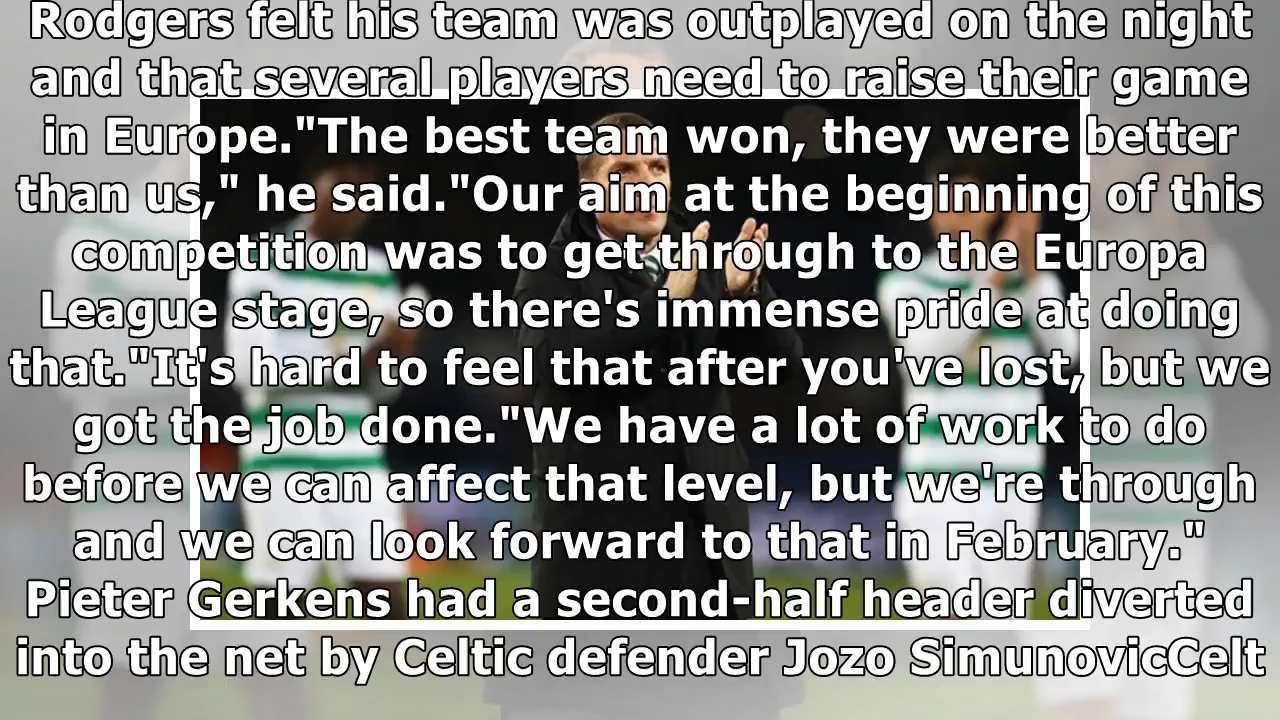 Rodgers felt his team was outplayed on the night
and that several players need to raise their game
in Europe."The best team won, they were better
than us," he said."Our aim at the beginning of this
competition was to get through to the Europa
League stage, so there's immense pride at doing
that."It's hard to feel that after you've lost, but we
got the job done."We have a lot of work to do
before we can affect that level, but we're through
and we can look forward to that in February."
Pieter Gerkens had a second-half header diverted
into the net by Celtic defender Jozo SimunovicCelt